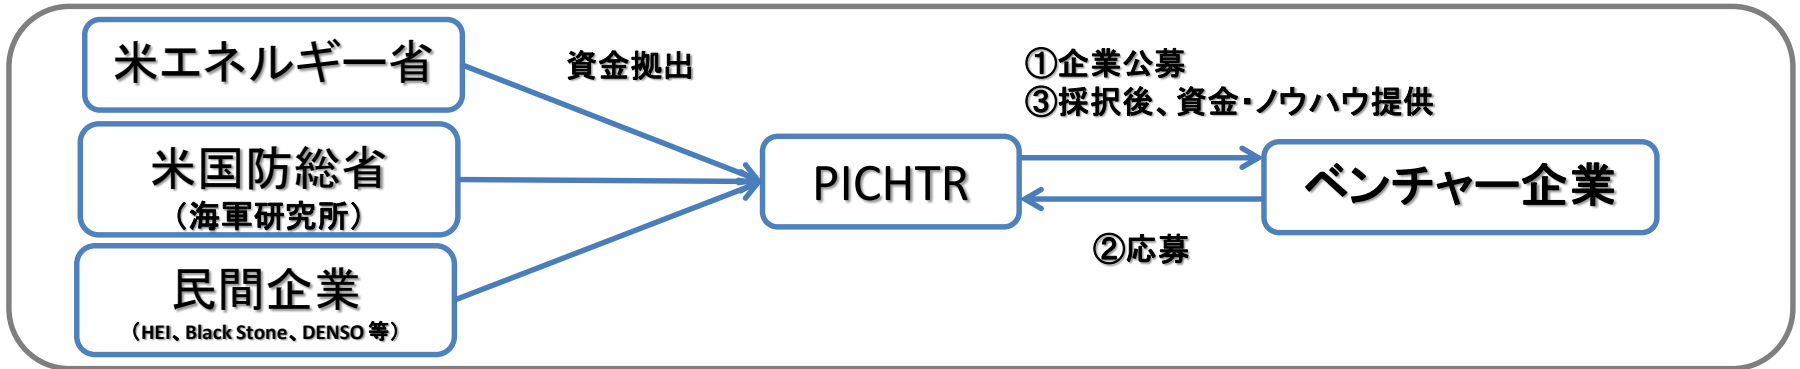 米エネルギー省
資金拠出
①企業公募
③採択後、資金・ノウハウ提供
米国防総省
（海軍研究所）
PICHTR
ベンチャー企業
②応募
民間企業
（HEI、Black Stone、DENSO 等）